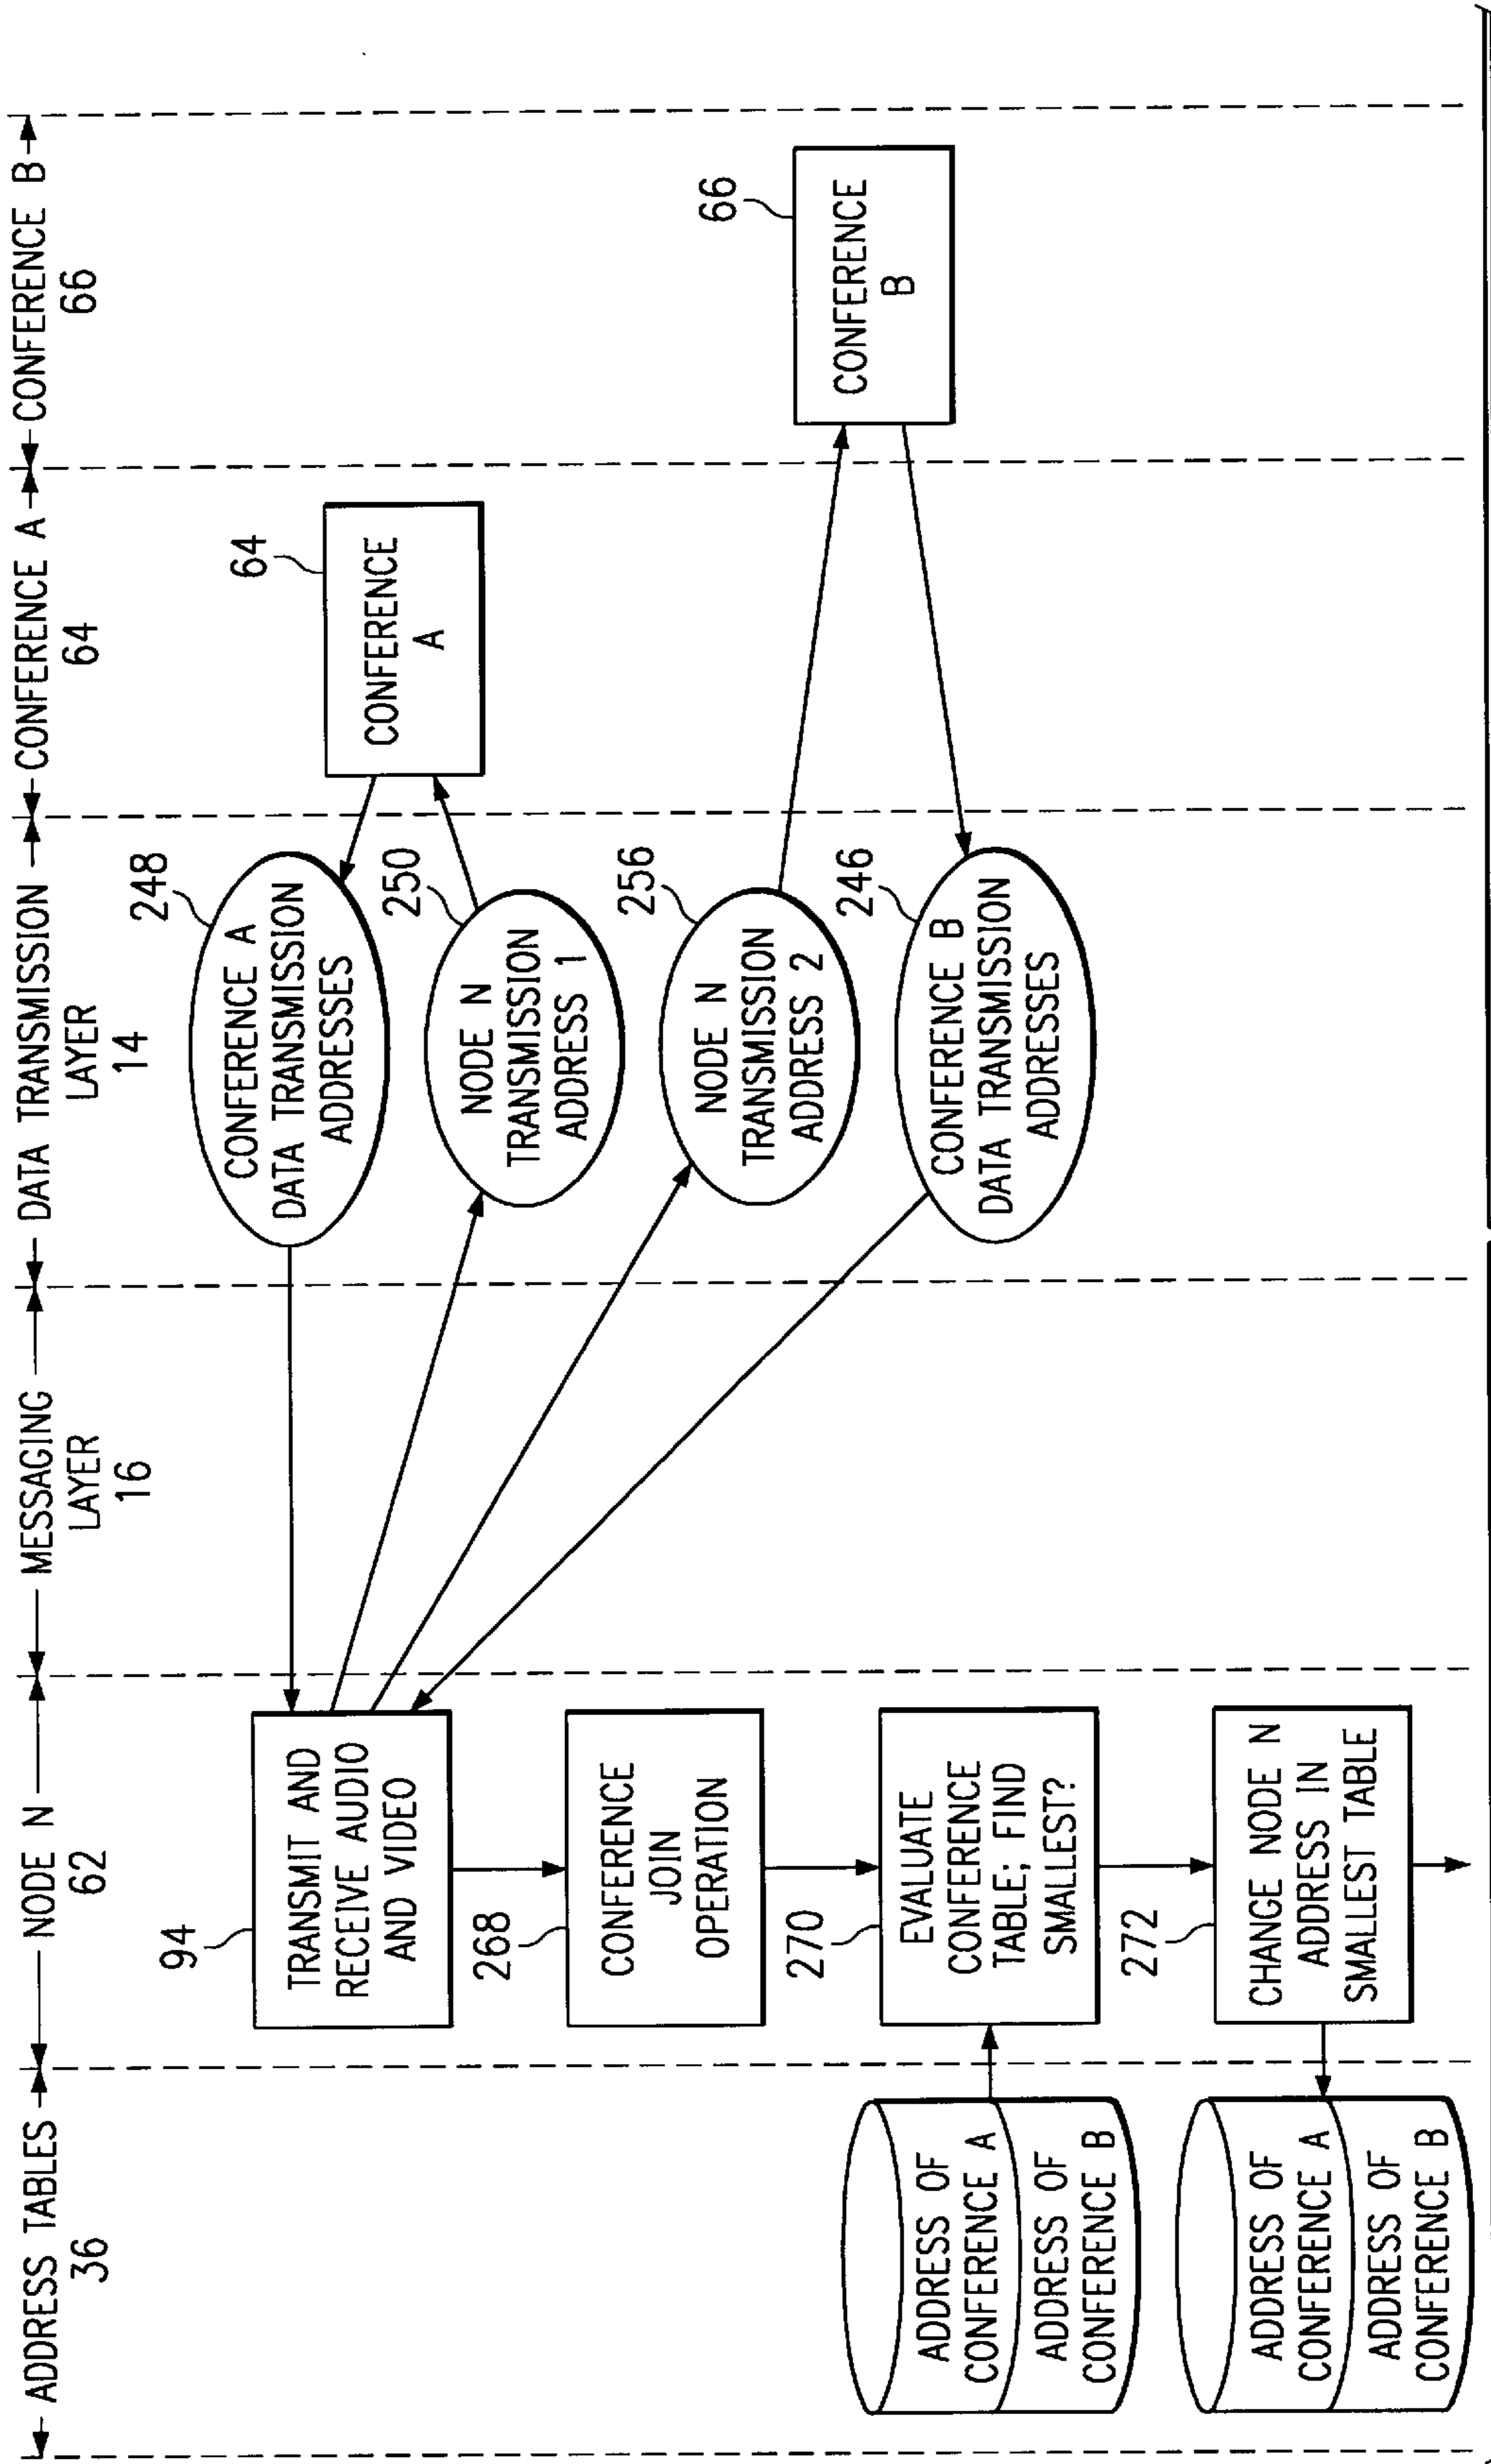 ADDRESS TABLES
36
NODE N
62
MESSAGING
LAYER
16
DATA TRANSMISSION
LAYER
14
CONFERENCE A
64
CONFERENCE B
66
94
TRANSMIT AND
RECEIVE AUDIO
AND VIDEO
248
CONFERENCE A
DATA TRANSMISSION
ADDRESSES
64
CONFERENCE
A
250
NODE N
TRANSMISSION
ADDRESS 1
268
CONFERENCE
JOIN
OPERATION
256
NODE N
TRANSMISSION
ADDRESS 2
66
CONFERENCE
B
246
CONFERENCE B
DATA TRANSMISSION
ADDRESSES
ADDRESS OF
CONFERENCE A
ADDRESS OF
CONFERENCE B
270
EVALUATE
CONFERENCE
TABLE; FIND
SMALLEST?
ADDRESS OF
CONFERENCE A
ADDRESS OF
CONFERENCE B
272
CHANGE NODE N
ADDRESS IN
SMALLEST TABLE